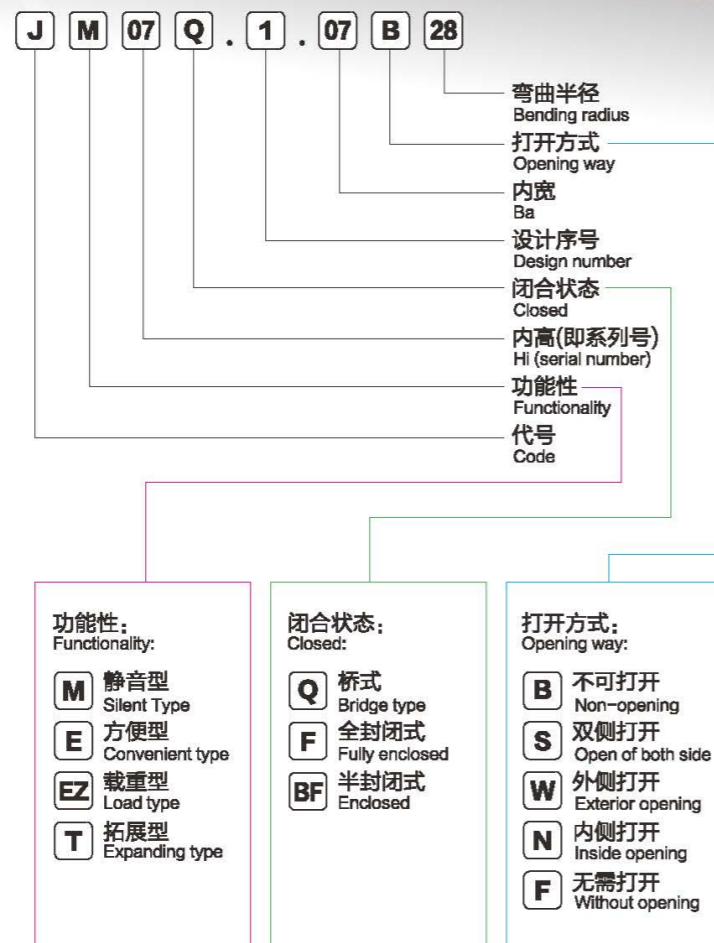 J M 07 Q . 1 . 07 B 28
弯曲半径
Bending radius
打开方式
Opening way
内宽
Ba
设计序号
Design number
闭合状态
Closed
内高(即系列号)
Hi (serial number)
功能性
Functionality
代号
Code
功能性:
Functionality:
M 静音型
Silent Type
E 方便型
Convenient type
EZ 载重型
Load type
T 拓展型
Expanding type
闭合状态:
Closed:
Q 桥式
Bridge type
F 全封闭式
Fully enclosed
BF 半封闭式
Enclosed
打开方式:
Opening way:
B 不可打开
Non-opening
S 双侧打开
Open of both side
W 外侧打开
Exterior opening
N 内侧打开
Inside opening
F 无需打开
Without opening